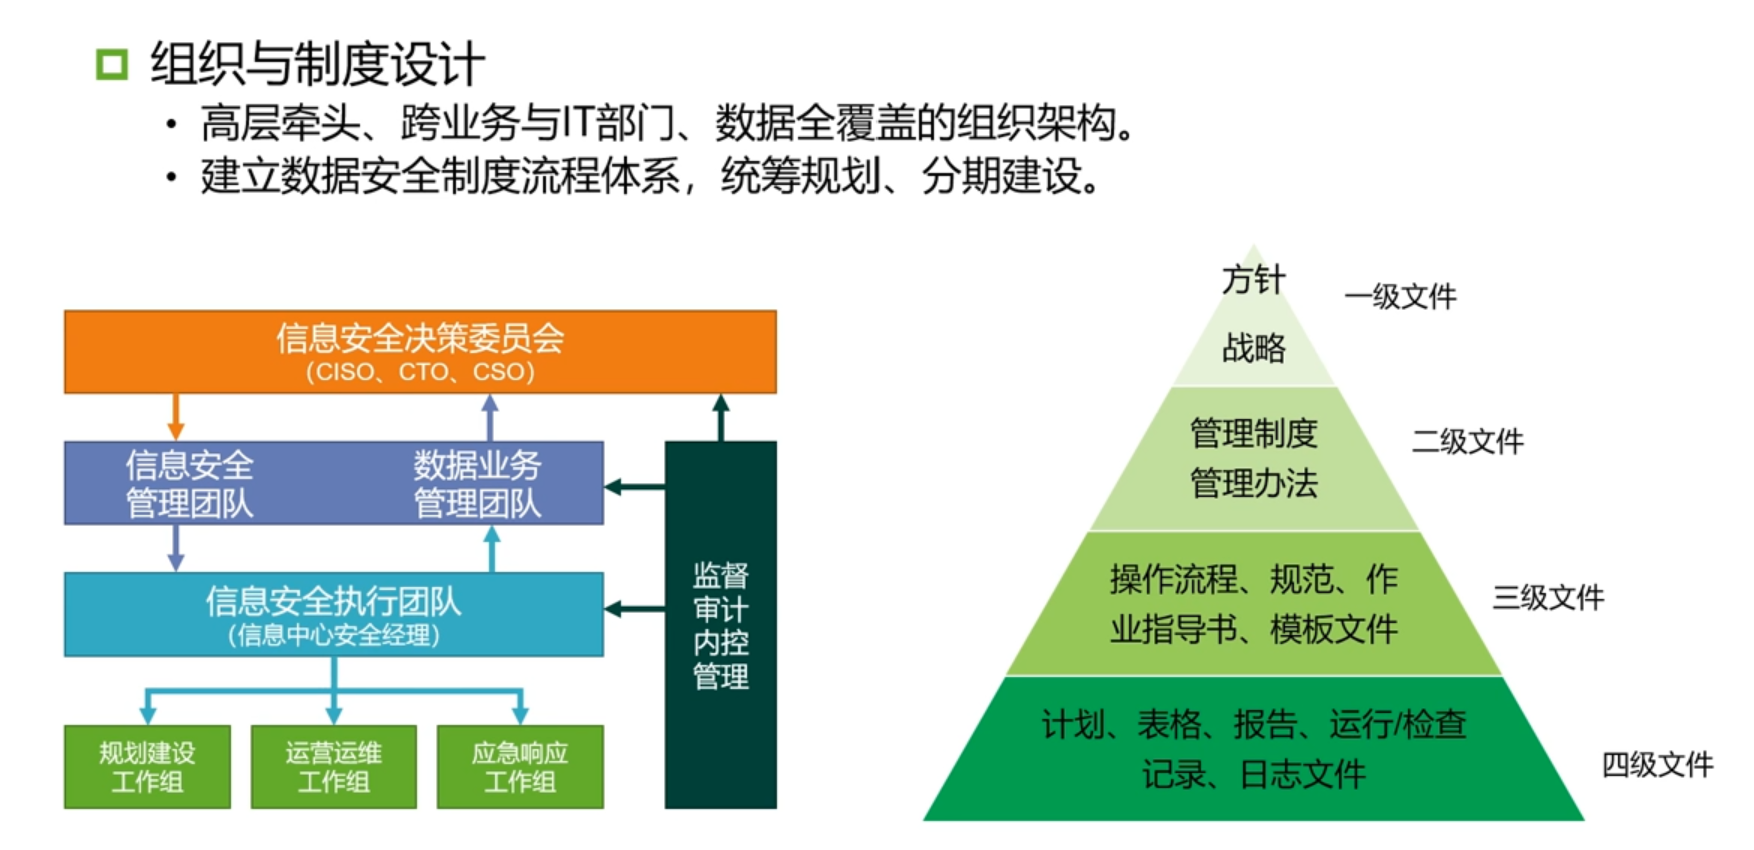 组织与制度设计
• 高层牵头、跨业务与IT部门、数据全覆盖的组织架构。
• 建立数据安全制度流程体系，统筹规划、分期建设。
信息安全决策委员会
（CISO、CTO、CSO）
信息安全
管理团队
数据业务
管理团队
信息安全执行团队
（信息中心安全经理）
规划建设
工作组
运营运维
工作组
应急响应
工作组
监督
审计
内控
管理
方针
战略
一级文件
管理制度
管理办法
二级文件
操作流程、规范、作
业指导书、模板文件
三级文件
计划、表格、报告、运行/检查
记录、日志文件
四级文件